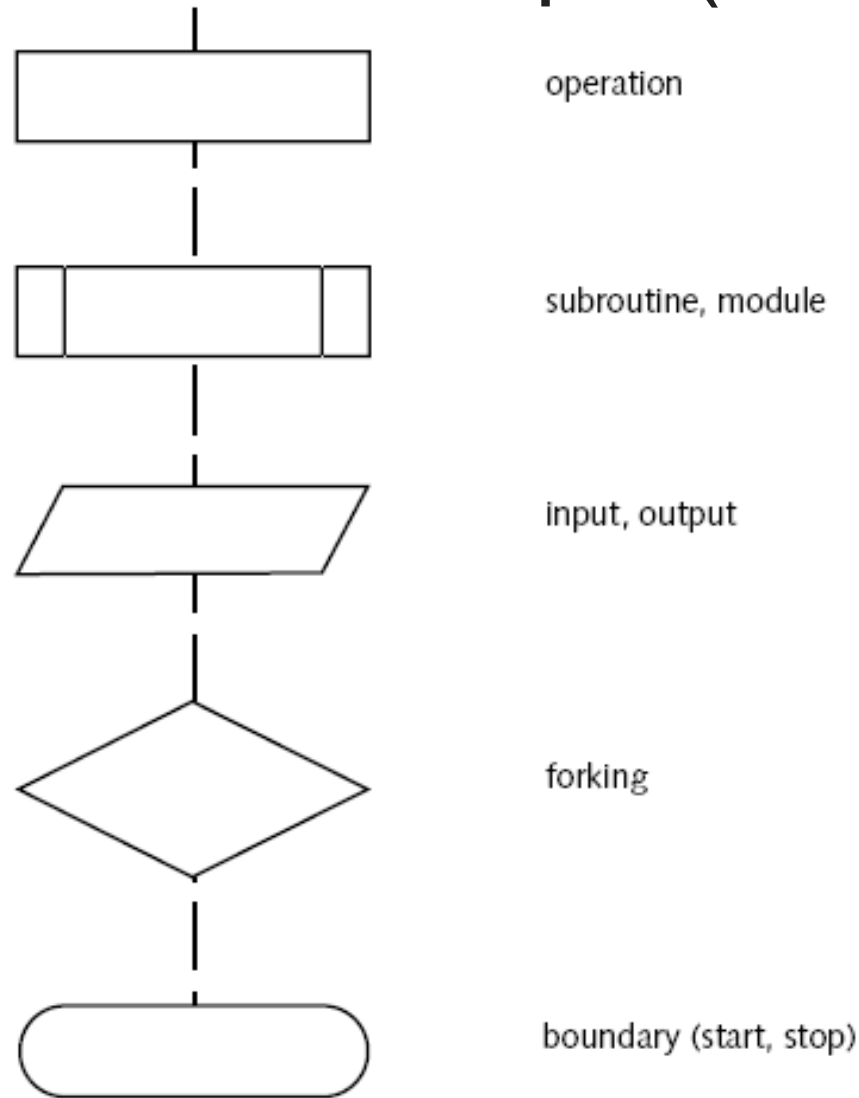 operation
subroutine, module
input, output
forking
boundary (start, stop)